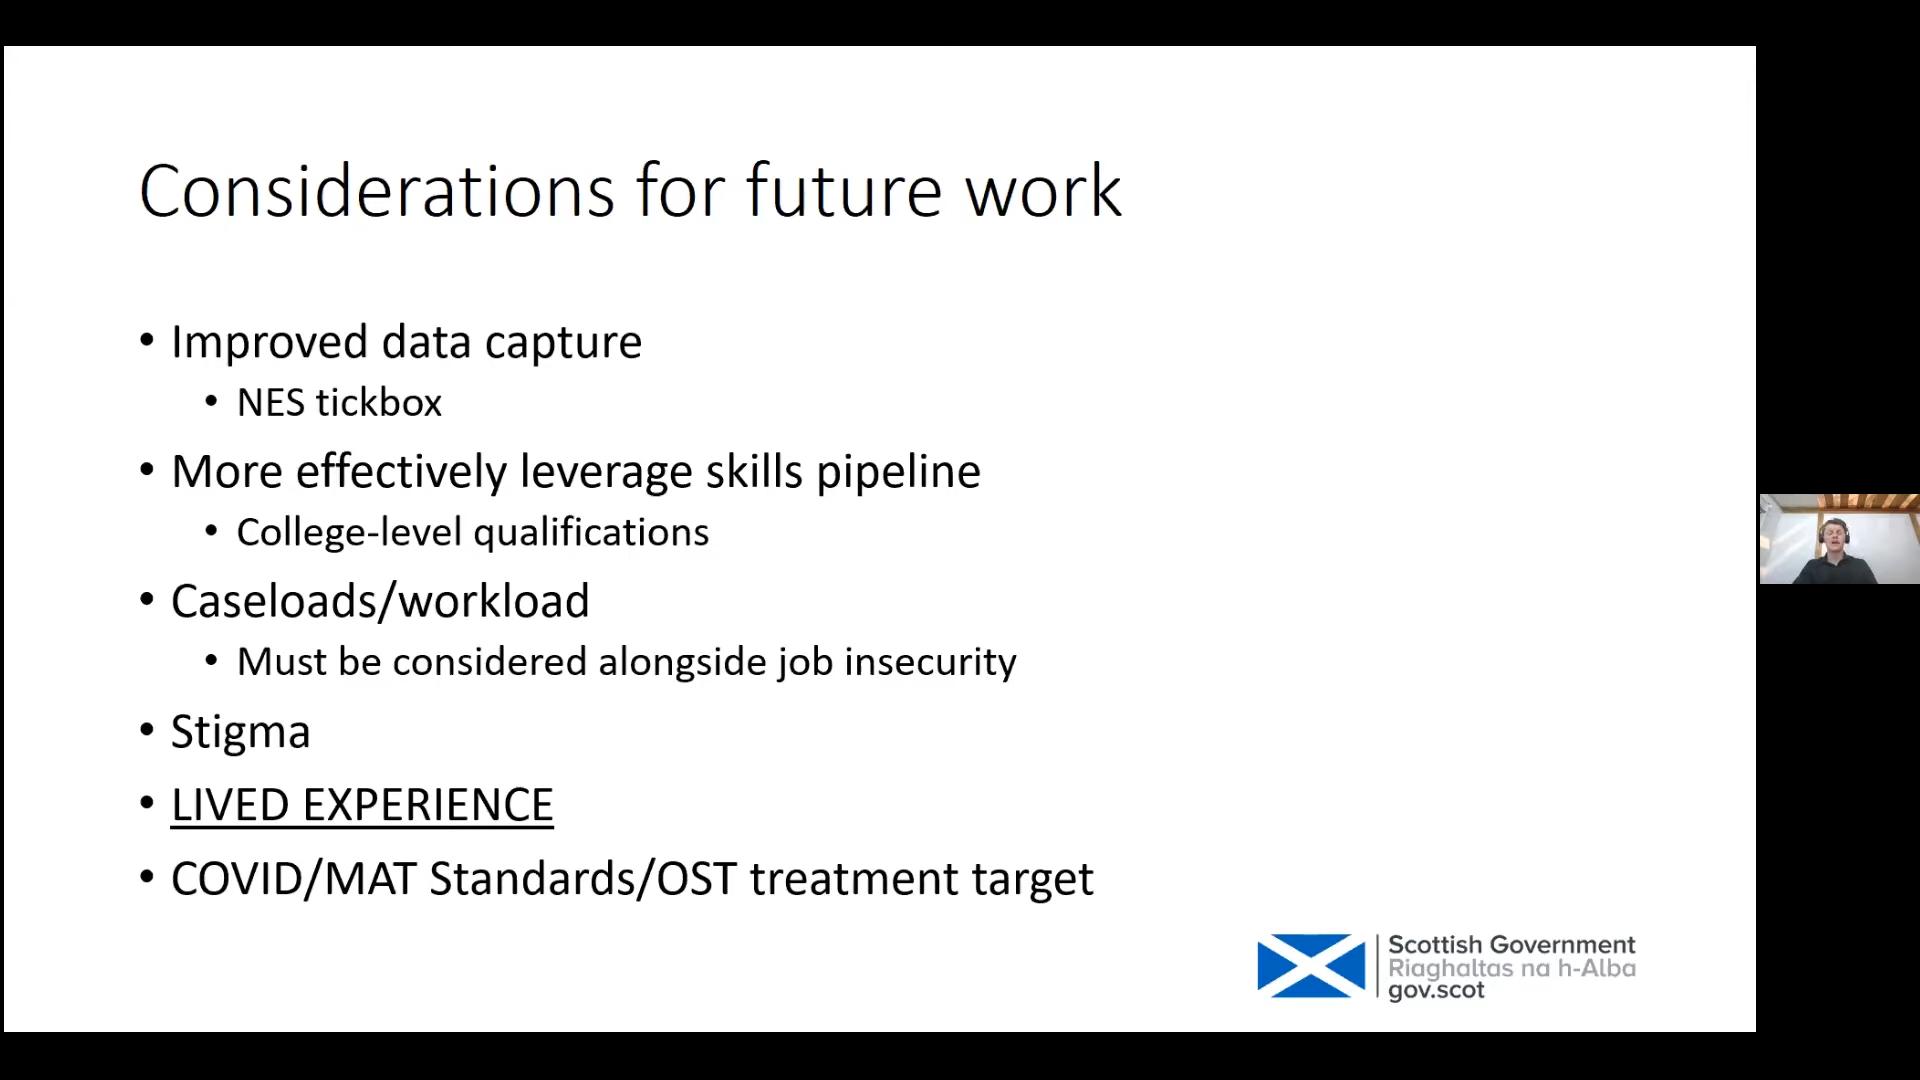 Considerations for future work
• Improved data capture
• NES tickbox
• More effectively leverage skills pipeline
• College-level qualifications
• Caseloads/workload
• Must be considered alongside job insecurity
• Stigma
• LIVED EXPERIENCE
• COVID/MAT Standards/OST treatment target
Scottish Government
Riaghaltas na h-Alba
gov.scot